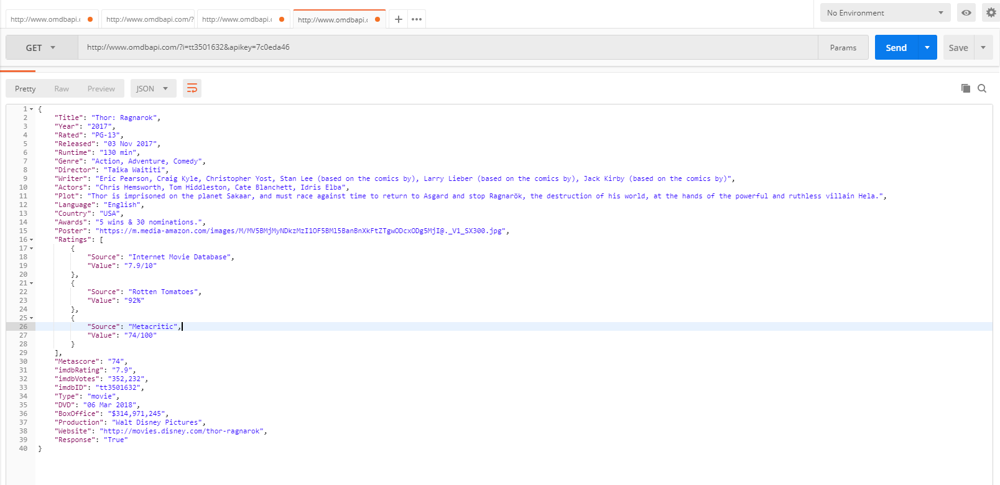 http://www.omdbapi.c
http://www.omdbapi.com/?
http://www.omdbapi.c
http://www.omdbapi.c
No Environment
GET
http://www.omdbapi.com/?i=tt3501632&apikey=7c0eda46
Params
Send
Save
Pretty
Raw
Preview
JSON
1 {
2 "Title": "Thor: Ragnarok",
3 "Year": "2017",
4 "Rated": "PG-13",
5 "Released": "03 Nov 2017",
6 "Runtime": "130 min",
7 "Genre": "Action, Adventure, Comedy",
8 "Director": "Taika Waititi",
9 "Writer": "Eric Pearson, Craig Kyle, Christopher Yost, Stan Lee (based on the comics by), Larry Lieber (based on the comics by), Jack Kirby (based on the comics by)",
10 "Actors": "Chris Hemsworth, Tom Hiddleston, Cate Blanchett, Idris Elba",
11 "Plot": "Thor is imprisoned on the planet Sakaar, and must race against time to return to Asgard and stop Ragnarök, the destruction of his world, at the hands of the powerful and ruthless villain Hela.",
12 "Language": "English",
13 "Country": "USA",
14 "Awards": "5 wins & 30 nominations.",
15 "Poster": "https://m.media-amazon.com/images/M/MV5BMjMyNDkzMzI1OF5BMl5BanBnXkFtZTgwODcxODg5MjI@._V1_SX300.jpg",
16 "Ratings": [
17 {
18 "Source": "Internet Movie Database",
19 "Value": "7.9/10"
20 },
21 {
22 "Source": "Rotten Tomatoes",
23 "Value": "92%"
24 },
25 {
26 "Source": "Metacritic",
27 "Value": "74/100"
28 }
29 ],
30 "Metascore": "74",
31 "imdbRating": "7.9",
32 "imdbVotes": "352,232",
33 "imdbID": "tt3501632",
34 "Type": "movie",
35 "DVD": "06 Mar 2018",
36 "BoxOffice": "$314,971,245",
37 "Production": "Walt Disney Pictures",
38 "Website": "http://movies.disney.com/thor-ragnarok",
39 "Response": "True"
40 }